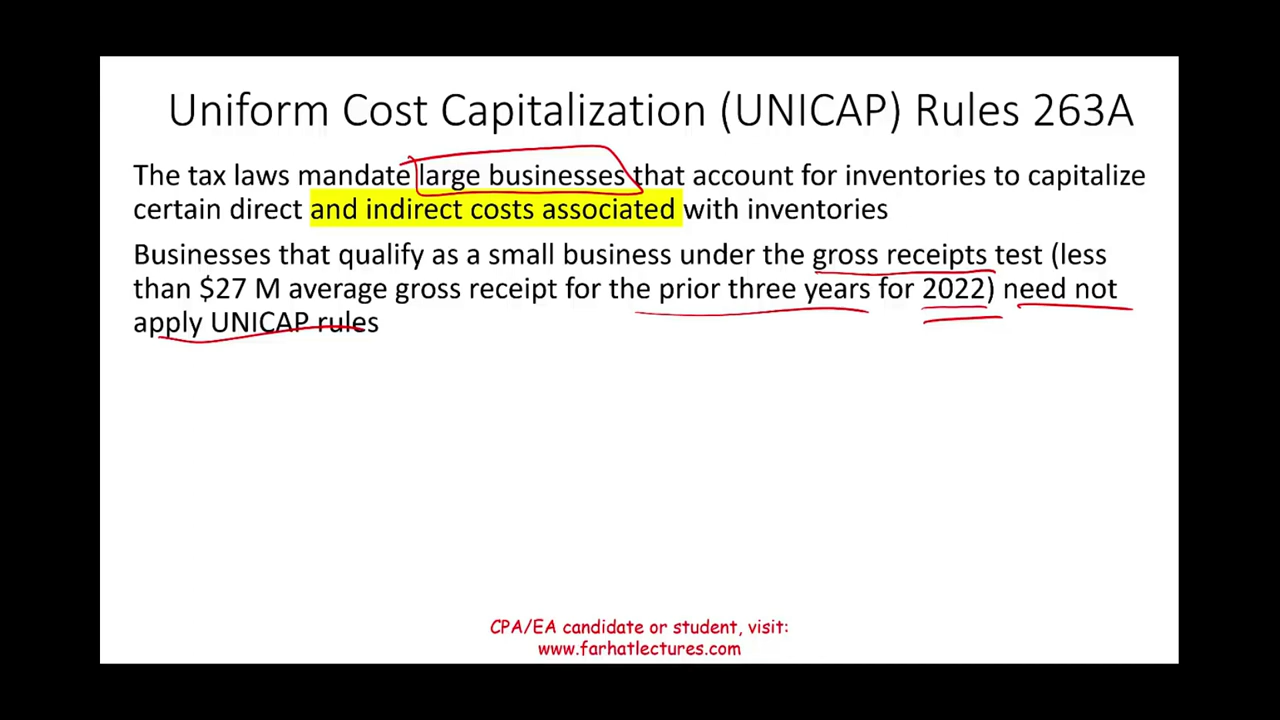 Uniform Cost Capitalization (UNICAP) Rules 263A
The tax laws mandate large businesses that account for inventories to capitalize
certain direct and indirect costs associated with inventories
Businesses that qualify as a small business under the gross receipts test (less
than $27 M average gross receipt for the prior three years for 2022) need not
apply UNICAP rules
CPA/EA candidate or student, visit:
www.farhatlectures.com